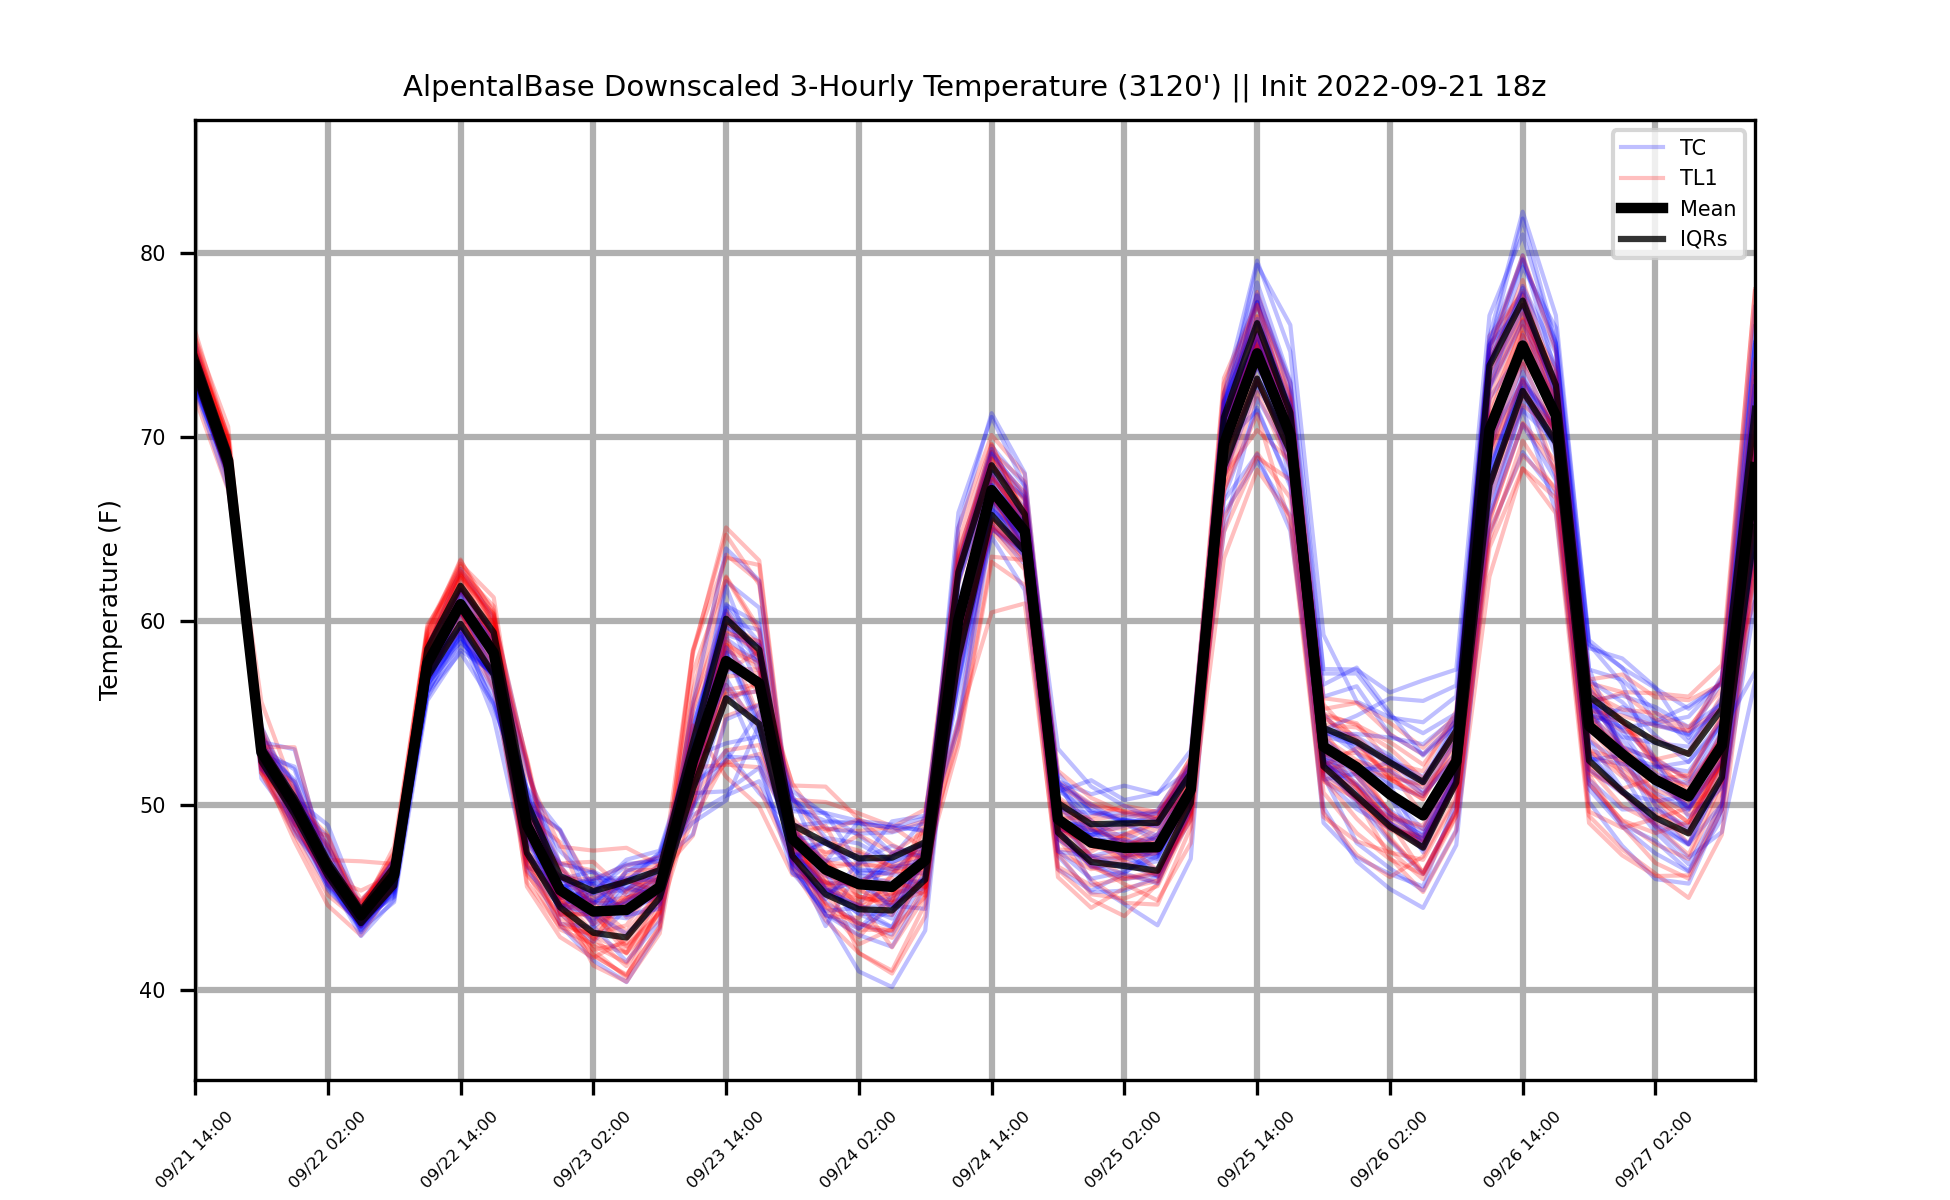 AlpentalBase Downscaled 3-Hourly Temperature (3120') || Init 2022-09-21 18z
TC
TL1
Mean
IQRs
Temperature (F)
80
70
60
50
40
09/21 14:00
09/22 02:00
09/22 14:00
09/23 02:00
09/23 14:00
09/24 02:00
09/24 14:00
09/25 02:00
09/25 14:00
09/26 02:00
09/26 14:00
09/27 02:00